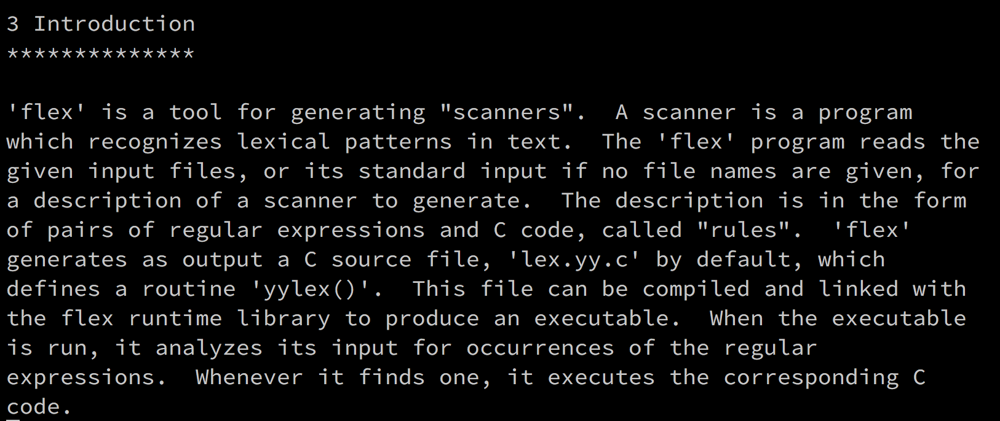 3 Introduction
**************
'flex' is a tool for generating "scanners".  A scanner is a program
which recognizes lexical patterns in text.  The 'flex' program reads the
given input files, or its standard input if no file names are given, for
a description of a scanner to generate.  The description is in the form
of pairs of regular expressions and C code, called "rules".  'flex'
generates as output a C source file, 'lex.yy.c' by default, which
defines a routine 'yylex()'.  This file can be compiled and linked with
the flex runtime library to produce an executable.  When the executable
is run, it analyzes its input for occurrences of the regular
expressions.  Whenever it finds one, it executes the corresponding C
code.